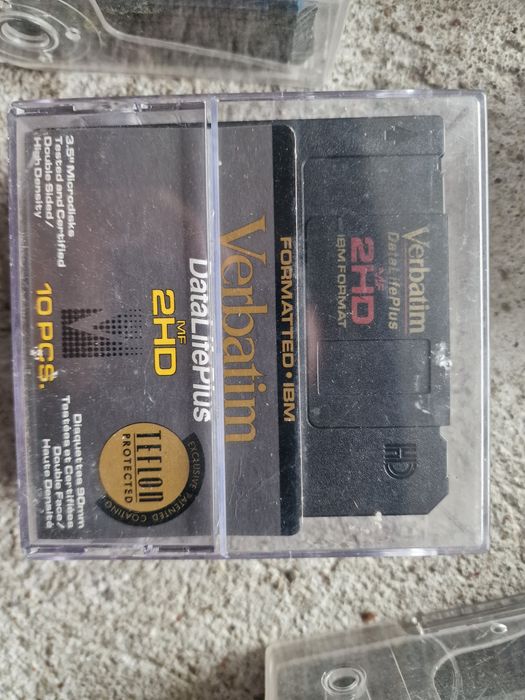 Verbatim
DataLifePlus
MF
2HD
IBM FORMAT
HD
FORMATTED • IBM
Verbatim
DataLifePlus
MF
2HD
EXCLUSIVE PATENTED COATING
TEFLON
PROTECTED
10 PCS.
3.5" Microdisks
Tested and Certified
Double Sided/
High Density
Disquettes 90mm
Testées et Certifiées
Double Face/
Haute Densité